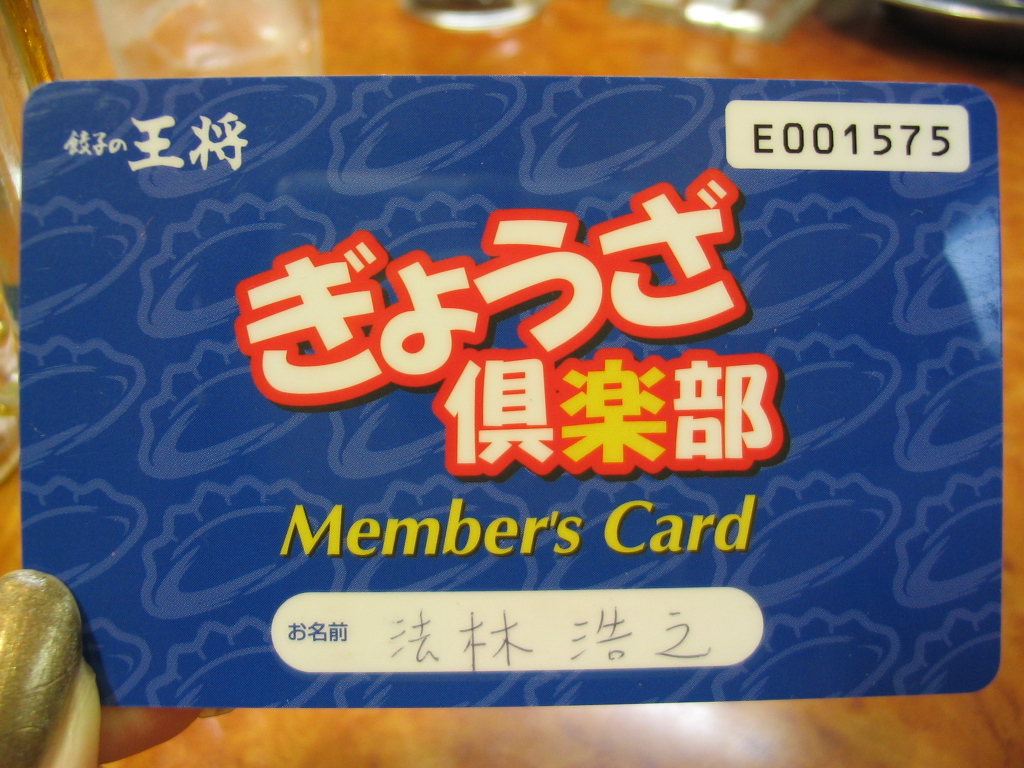 餃子の王将
E001575
ぎょうざ
倶楽部
Member's Card
お名前 法林 浩之